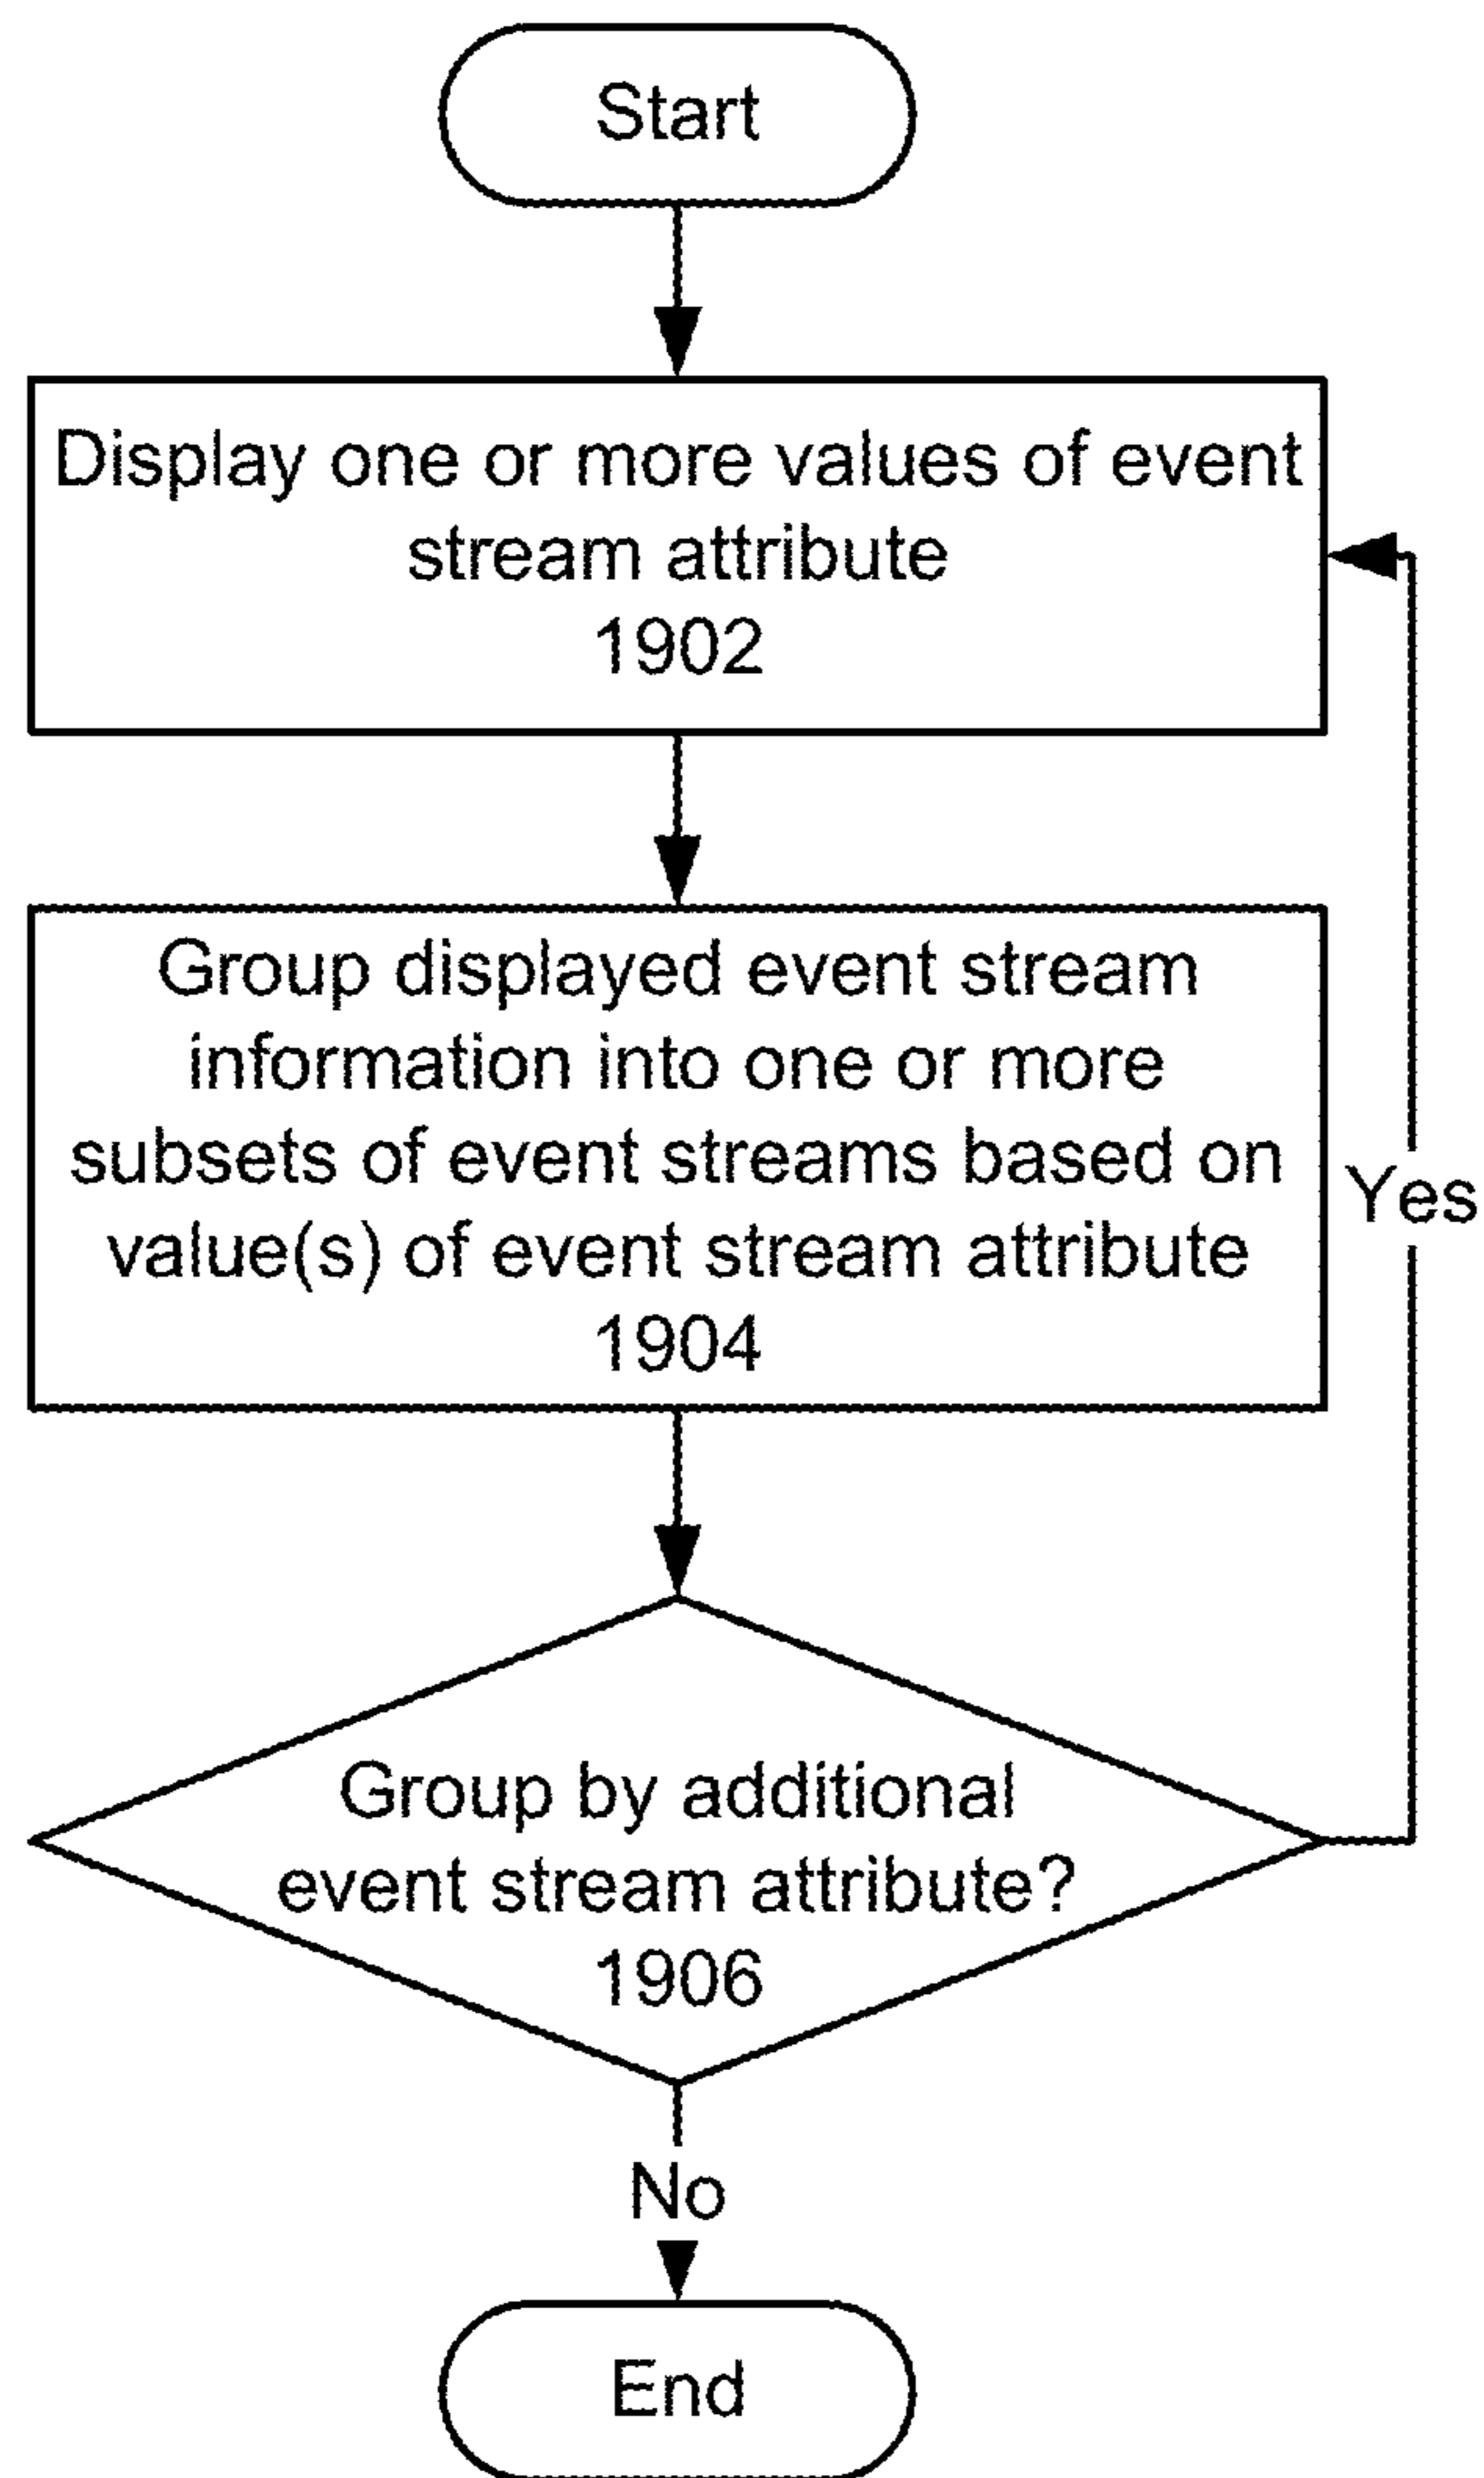 Start
Display one or more values of event
stream attribute
1902
Group displayed event stream
information into one or more
subsets of event streams based on
value(s) of event stream attribute
1904
Yes
Group by additional
event stream attribute?
1906
No
End